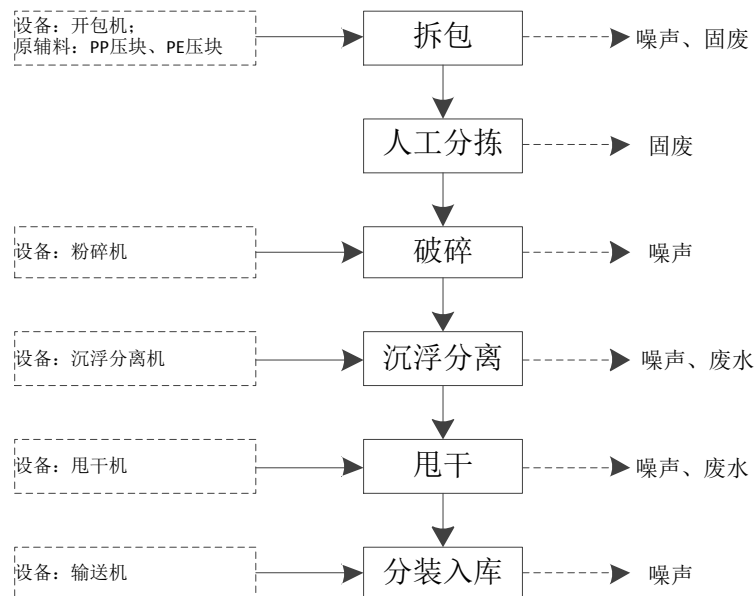 设备：开包机；
原辅料：PP压块、PE压块
拆包
噪声、固废
人工分拣
固废
设备：粉碎机
破碎
噪声
设备：沉浮分离机
沉浮分离
噪声、废水
设备：甩干机
甩干
噪声、废水
设备：输送机
分装入库
噪声